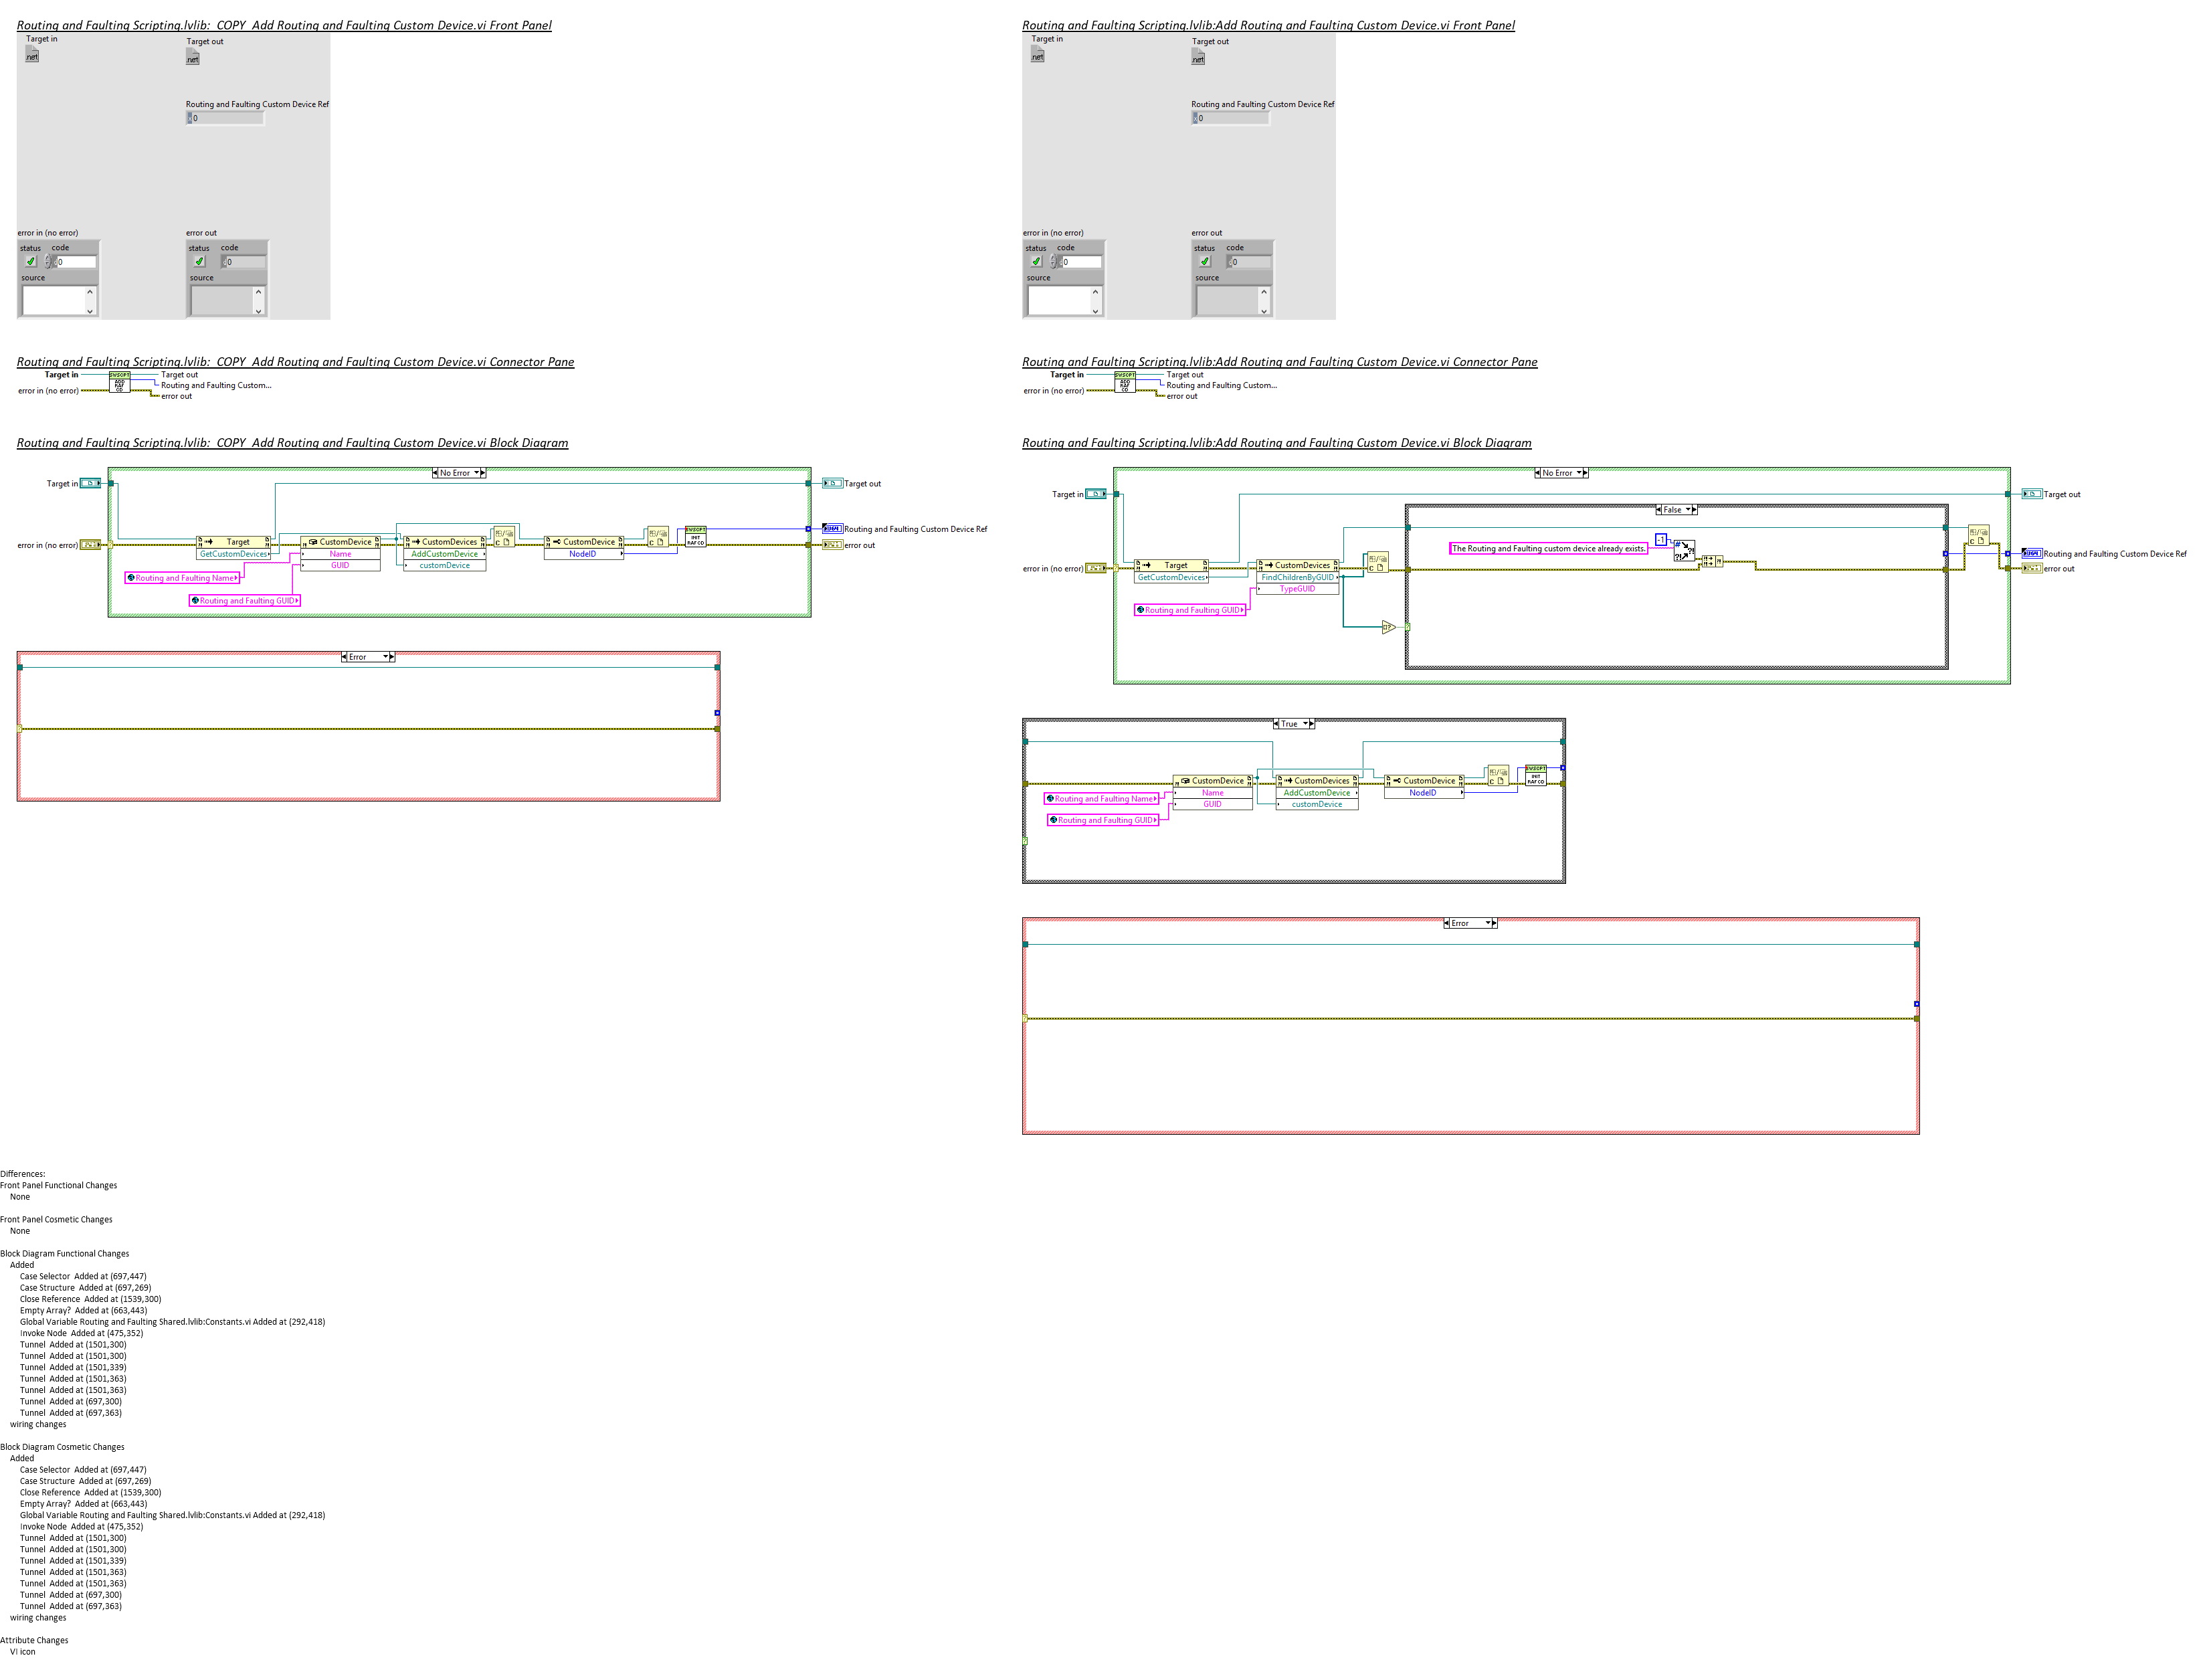 Routing and Faulting Scripting.lvlib:_COPY_Add Routing and Faulting Custom Device.vi Front Panel
Target in
Target out
Routing and Faulting Custom Device Ref
0
error in (no error)
error out
status code
0
source
status code
0
source
Routing and Faulting Scripting.lvlib:_COPY_Add Routing and Faulting Custom Device.vi Connector Pane
Target in
Target out
Routing and Faulting Custom...
error in (no error)
error out
Routing and Faulting Scripting.lvlib:_COPY_Add Routing and Faulting Custom Device.vi Block Diagram
No Error
Target in
Target out
Routing and Faulting Custom Device Ref
error in (no error)
error out
Target
GetCustomDevices
CustomDevice
Name
GUID
CustomDevices
AddCustomDevice
customDevice
CustomDevice
NodeID
Routing and Faulting Name
Routing and Faulting GUID
Error
Routing and Faulting Scripting.lvlib:Add Routing and Faulting Custom Device.vi Front Panel
Target in
Target out
Routing and Faulting Custom Device Ref
0
error in (no error)
error out
status code
0
source
status code
0
source
Routing and Faulting Scripting.lvlib:Add Routing and Faulting Custom Device.vi Connector Pane
Target in
Target out
Routing and Faulting Custom...
error in (no error)
error out
Routing and Faulting Scripting.lvlib:Add Routing and Faulting Custom Device.vi Block Diagram
No Error
Target in
Target out
False
-1
The Routing and Faulting custom device already exists.
Routing and Faulting Custom Device Ref
error in (no error)
error out
Target
GetCustomDevices
CustomDevices
FindChildrenByGUID
TypeGUID
Routing and Faulting GUID
True
CustomDevice
Name
GUID
CustomDevices
AddCustomDevice
customDevice
CustomDevice
NodeID
Routing and Faulting Name
Routing and Faulting GUID
Error
Differences:
Front Panel Functional Changes
None
Front Panel Cosmetic Changes
None
Block Diagram Functional Changes
Added
Case Selector Added at (697,447)
Case Structure Added at (697,269)
Close Reference Added at (1539,300)
Empty Array? Added at (663,443)
Global Variable Routing and Faulting Shared.lvlib:Constants.vi Added at (292,418)
Invoke Node Added at (475,352)
Tunnel Added at (1501,300)
Tunnel Added at (1501,300)
Tunnel Added at (1501,339)
Tunnel Added at (1501,363)
Tunnel Added at (1501,363)
Tunnel Added at (697,300)
Tunnel Added at (697,363)
wiring changes
Block Diagram Cosmetic Changes
Added
Case Selector Added at (697,447)
Case Structure Added at (697,269)
Close Reference Added at (1539,300)
Empty Array? Added at (663,443)
Global Variable Routing and Faulting Shared.lvlib:Constants.vi Added at (292,418)
Invoke Node Added at (475,352)
Tunnel Added at (1501,300)
Tunnel Added at (1501,300)
Tunnel Added at (1501,339)
Tunnel Added at (1501,363)
Tunnel Added at (1501,363)
Tunnel Added at (697,300)
Tunnel Added at (697,363)
wiring changes
Attribute Changes
VI icon